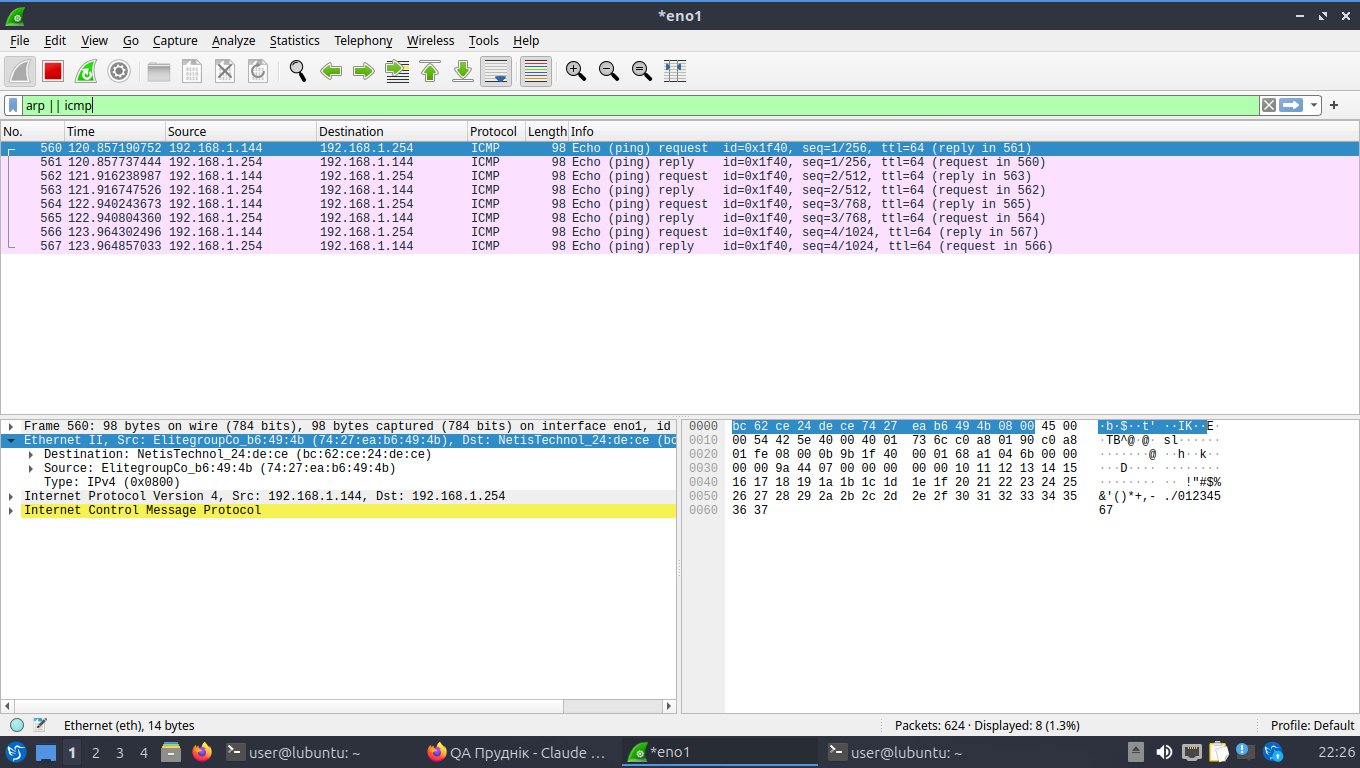 *eno1
File Edit View Go Capture Analyze Statistics Telephony Wireless Tools Help
arp || icmp
No. Time Source Destination Protocol Length Info
560 120.857190752 192.168.1.144 192.168.1.254 ICMP 98 Echo (ping) request id=0x1f40, seq=1/256, ttl=64 (reply in 561)
561 120.857737444 192.168.1.254 192.168.1.144 ICMP 98 Echo (ping) reply id=0x1f40, seq=1/256, ttl=64 (request in 560)
562 121.916238987 192.168.1.144 192.168.1.254 ICMP 98 Echo (ping) request id=0x1f40, seq=2/512, ttl=64 (reply in 563)
563 121.916747526 192.168.1.254 192.168.1.144 ICMP 98 Echo (ping) reply id=0x1f40, seq=2/512, ttl=64 (request in 562)
564 122.940243673 192.168.1.144 192.168.1.254 ICMP 98 Echo (ping) request id=0x1f40, seq=3/768, ttl=64 (reply in 565)
565 122.940804360 192.168.1.254 192.168.1.144 ICMP 98 Echo (ping) reply id=0x1f40, seq=3/768, ttl=64 (request in 564)
566 123.964302496 192.168.1.144 192.168.1.254 ICMP 98 Echo (ping) request id=0x1f40, seq=4/1024, ttl=64 (reply in 567)
567 123.964857033 192.168.1.254 192.168.1.144 ICMP 98 Echo (ping) reply id=0x1f40, seq=4/1024, ttl=64 (request in 566)
Frame 560: 98 bytes on wire (784 bits), 98 bytes captured (784 bits) on interface eno1, id
Ethernet II, Src: ElitegroupCo_b6:49:4b (74:27:ea:b6:49:4b), Dst: NetisTechnol_24:de:ce (bc
Destination: NetisTechnol_24:de:ce (bc:62:ce:24:de:ce)
Source: ElitegroupCo_b6:49:4b (74:27:ea:b6:49:4b)
Type: IPv4 (0x0800)
Internet Protocol Version 4, Src: 192.168.1.144, Dst: 192.168.1.254
Internet Control Message Protocol
0000 bc 62 ce 24 de ce 74 27 ea b6 49 4b 08 00 45 00 ·b·$··t' ··IK··E·
0010 00 54 42 5e 40 00 40 01 73 6c c0 a8 01 90 c0 a8 ·TB^@·@· sl······
0020 01 fe 08 00 0b 9b 1f 40 00 01 68 a1 04 6b 00 00 ·······@ ··h··k··
0030 00 00 9a 44 07 00 00 00 00 00 10 11 12 13 14 15 ···D···· ········
0040 16 17 18 19 1a 1b 1c 1d 1e 1f 20 21 22 23 24 25 ········ ·· !"#$%
0050 26 27 28 29 2a 2b 2c 2d 2e 2f 30 31 32 33 34 35 &'()*+,- ./012345
0060 36 37 67
Ethernet (eth), 14 bytes
Packets: 624 · Displayed: 8 (1.3%)
Profile: Default
1 2 3 4 user@lubuntu: ~ QA Пруднік - Claude ... *eno1 user@lubuntu: ~ 22:26